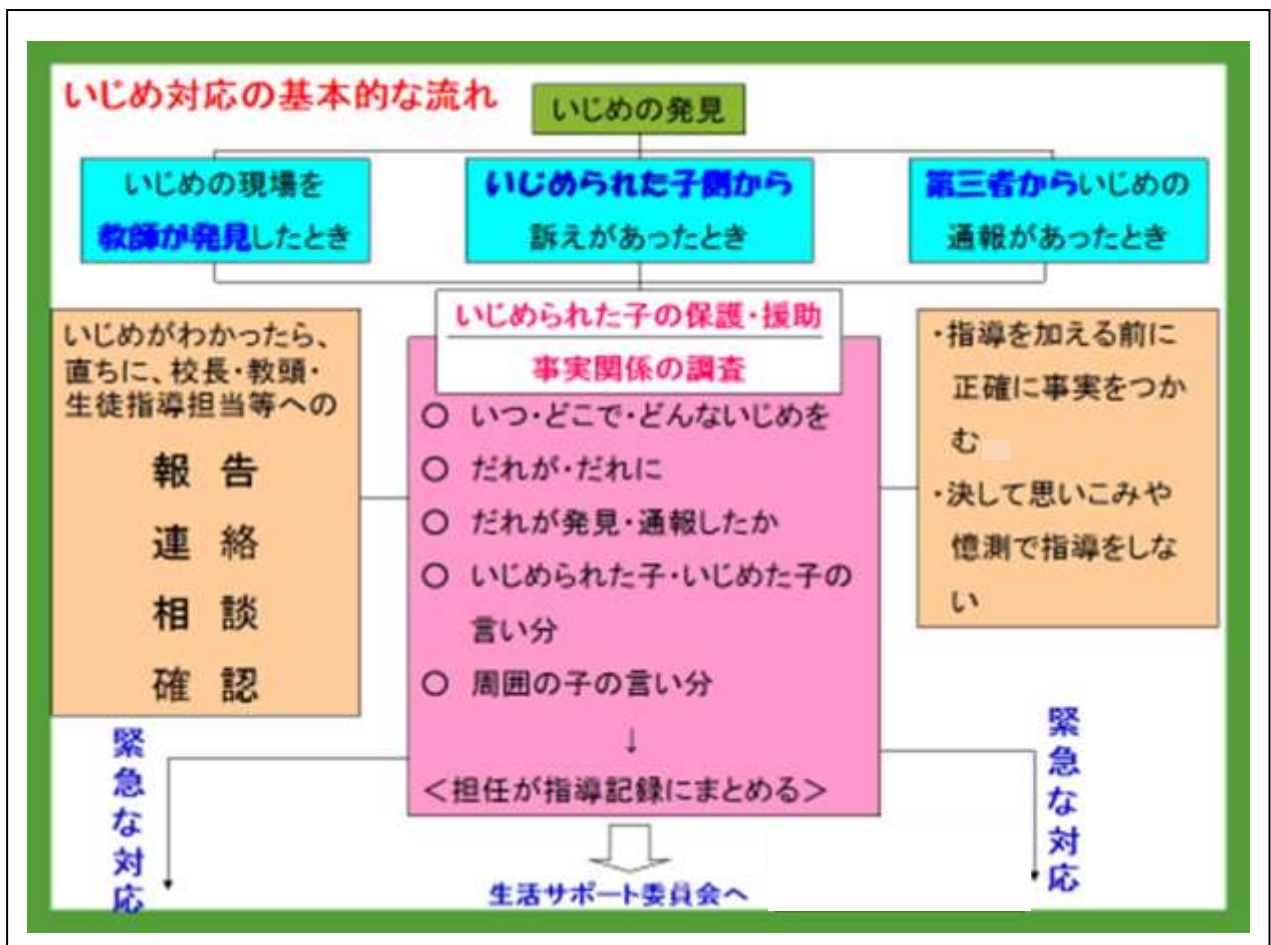 いじめ対応の基本的な流れ
いじめの発見
いじめの現場を
教師が発見したとき
いじめられた子側から
訴えがあったとき
第三者からいじめの
通報があったとき
いじめがわかったら、
直ちに、校長・教頭・
生徒指導担当等への
報 告
連 絡
相 談
確 認
いじめられた子の保護・援助
事実関係の調査
○ いつ・どこで・どんないじめを
○ だれが・だれに
○ だれが発見・通報したか
○ いじめられた子・いじめた子の
言い分
○ 周囲の子の言い分
↓
<担任が指導記録にまとめる>
・指導を加える前に
正確に事実をつか
む
・決して思いこみや
憶測で指導をしな
い
緊急な対応
緊急な対応
生活サポート委員会へ